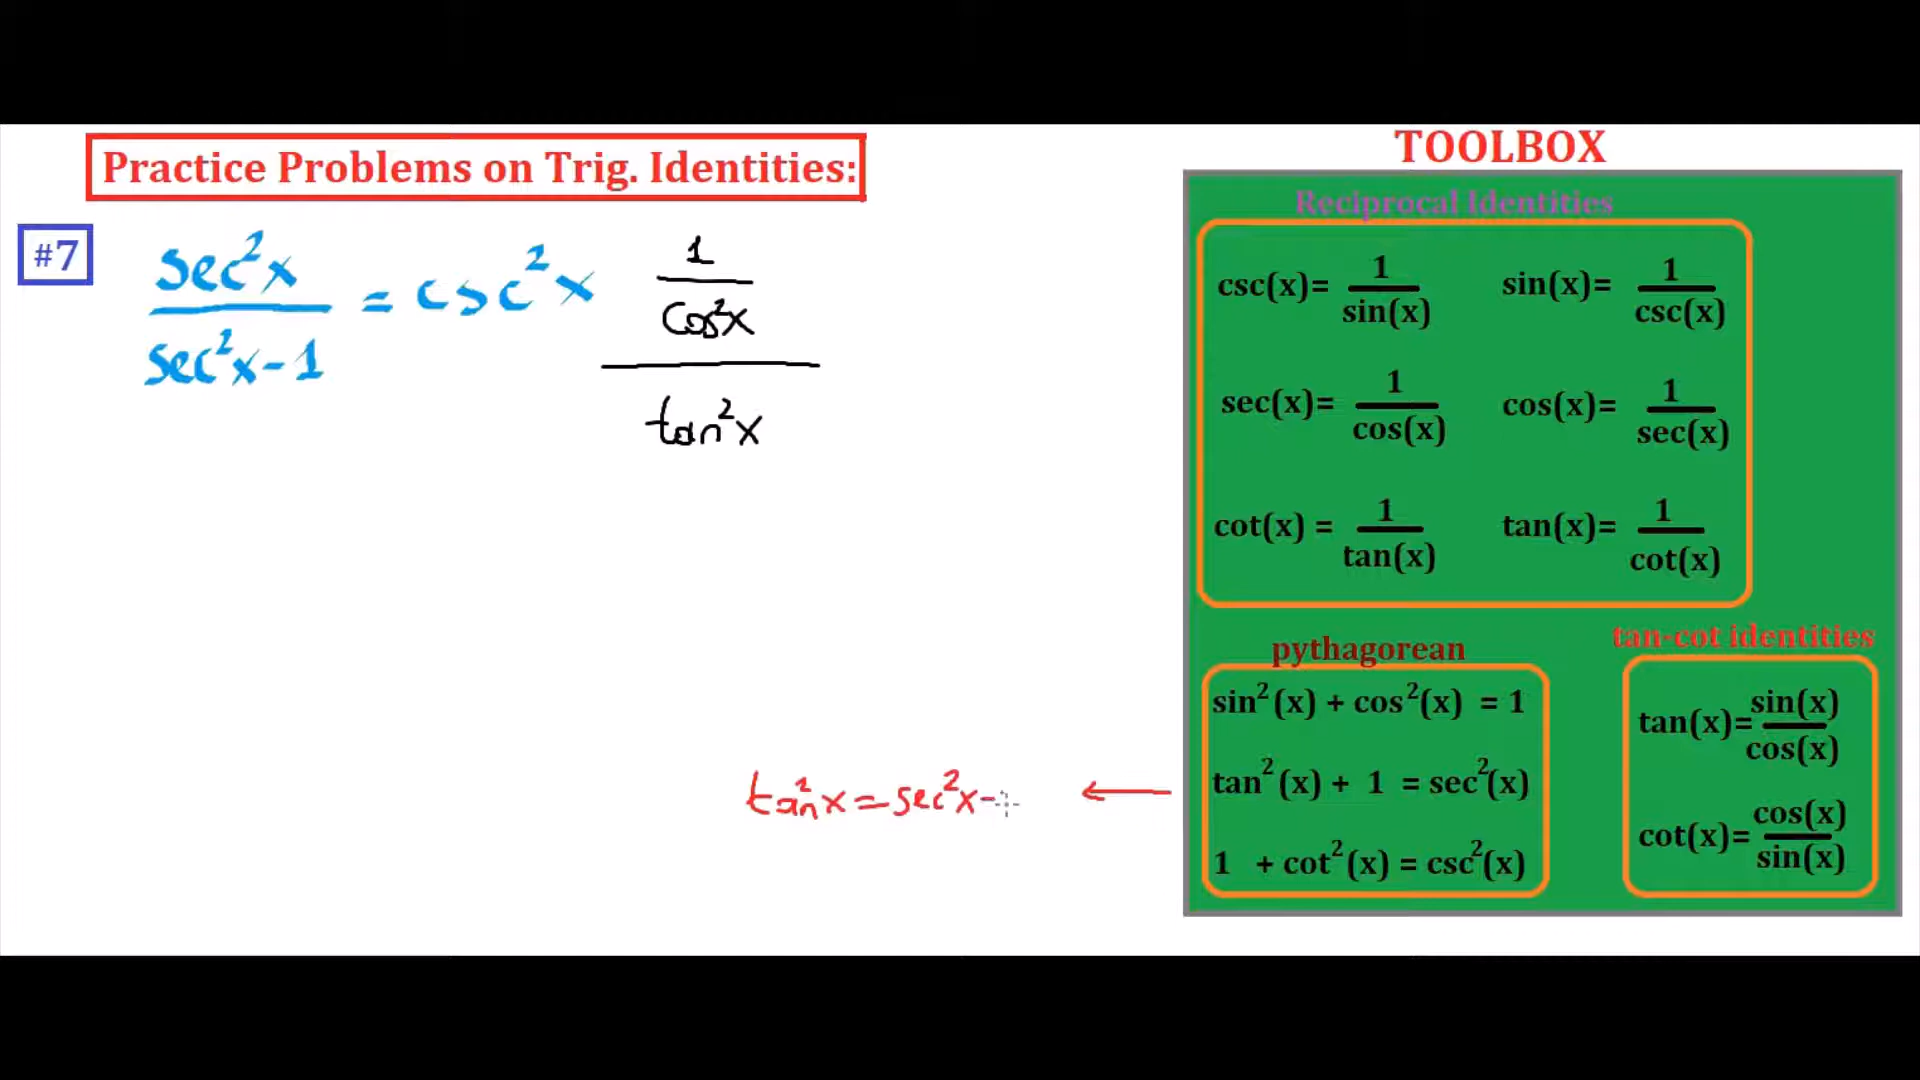 Practice Problems on Trig. Identities:
#7
sec²x / sec²x-1 = csc²x
1 / cos²x
tan²x
tan²x=sec²x-
TOOLBOX
Reciprocal Identities
csc(x)= 1 / sin(x)
sin(x)= 1 / csc(x)
sec(x)= 1 / cos(x)
cos(x)= 1 / sec(x)
cot(x) = 1 / tan(x)
tan(x)= 1 / cot(x)
pythagorean
sin²(x) + cos²(x) = 1
tan²(x) + 1 = sec²(x)
1 + cot²(x) = csc²(x)
tan-cot identities
tan(x)= sin(x) / cos(x)
cot(x)= cos(x) / sin(x)